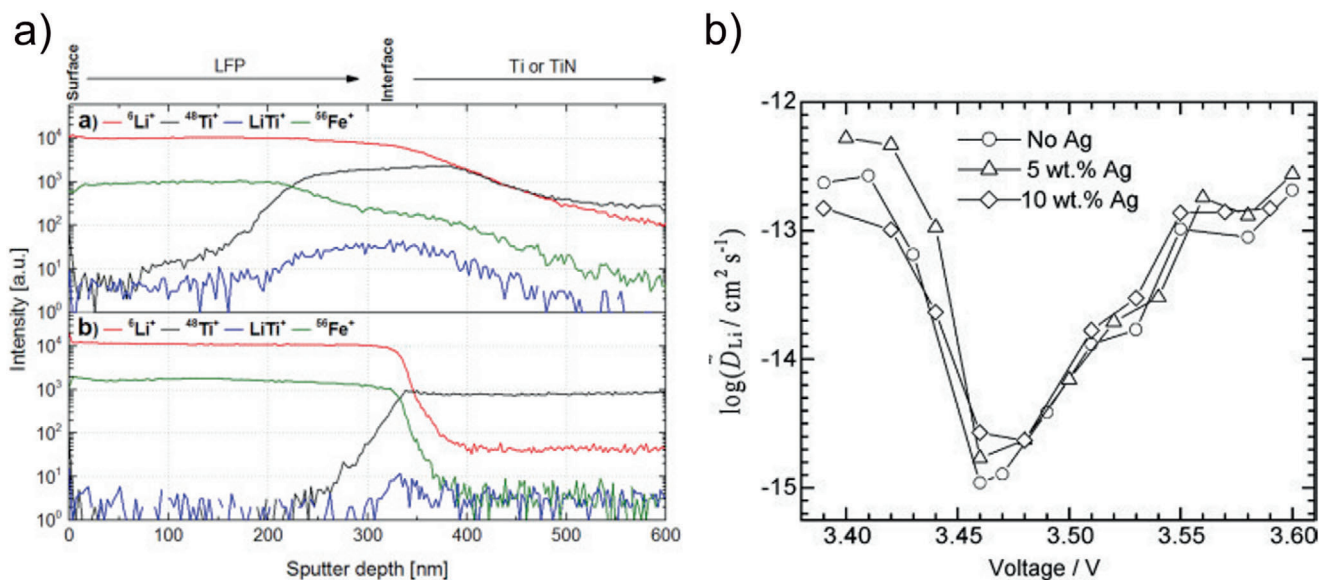 a)
Surface
LFP
Interface
Ti or TiN
a) — ⁶Li⁺ — ⁴⁸Ti⁺ — LiTi⁺ — ⁵⁶Fe⁺
10⁴
10³
10²
10¹
10⁰
b) — ⁶Li⁺ — ⁴⁸Ti⁺ — LiTi⁺ — ⁵⁶Fe⁺
10⁴
10³
10²
10¹
10⁰
Intensity [a.u.]
0 100 200 300 400 500 600
Sputter depth [nm]
b)
-12
-13
-14
-15
No Ag
5 wt.% Ag
10 wt.% Ag
log(D̃Li / cm² s⁻¹)
3.40 3.45 3.50 3.55 3.60
Voltage / V